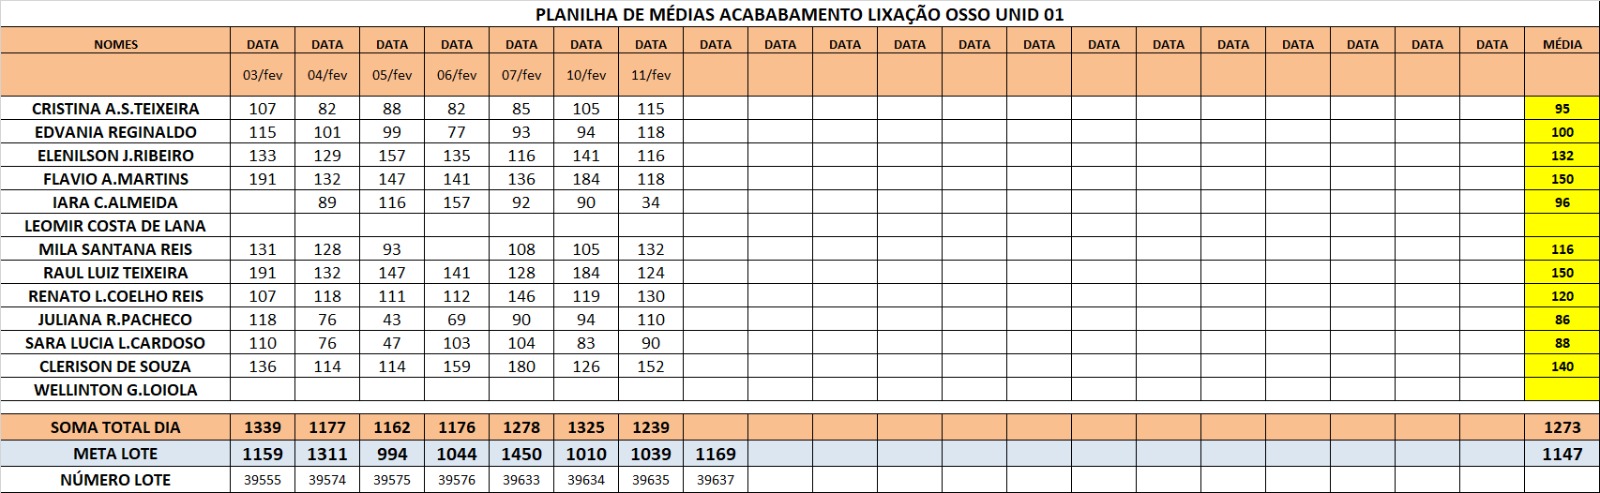 PLANILHA DE MÉDIAS ACABABAMENTO LIXAÇÃO OSSO UNID 01
NOMES DATA DATA DATA DATA DATA DATA DATA DATA DATA DATA DATA DATA DATA DATA DATA DATA DATA DATA DATA DATA MÉDIA
03/fev 04/fev 05/fev 06/fev 07/fev 10/fev 11/fev
CRISTINA A.S.TEIXEIRA 107 82 88 82 85 105 115 95
EDVANIA REGINALDO 115 101 99 77 93 94 118 100
ELENILSON J.RIBEIRO 133 129 157 135 116 141 116 132
FLAVIO A.MARTINS 191 132 147 141 136 184 118 150
IARA C.ALMEIDA 89 116 157 92 90 34 96
LEOMIR COSTA DE LANA
MILA SANTANA REIS 131 128 93 108 105 132 116
RAUL LUIZ TEIXEIRA 191 132 147 141 128 184 124 150
RENATO L.COELHO REIS 107 118 111 112 146 119 130 120
JULIANA R.PACHECO 118 76 43 69 90 94 110 86
SARA LUCIA L.CARDOSO 110 76 47 103 104 83 90 88
CLERISON DE SOUZA 136 114 114 159 180 126 152 140
WELLINTON G.LOIOLA
SOMA TOTAL DIA 1339 1177 1162 1176 1278 1325 1239 1273
META LOTE 1159 1311 994 1044 1450 1010 1039 1169 1147
NÚMERO LOTE 39555 39574 39575 39576 39633 39634 39635 39637